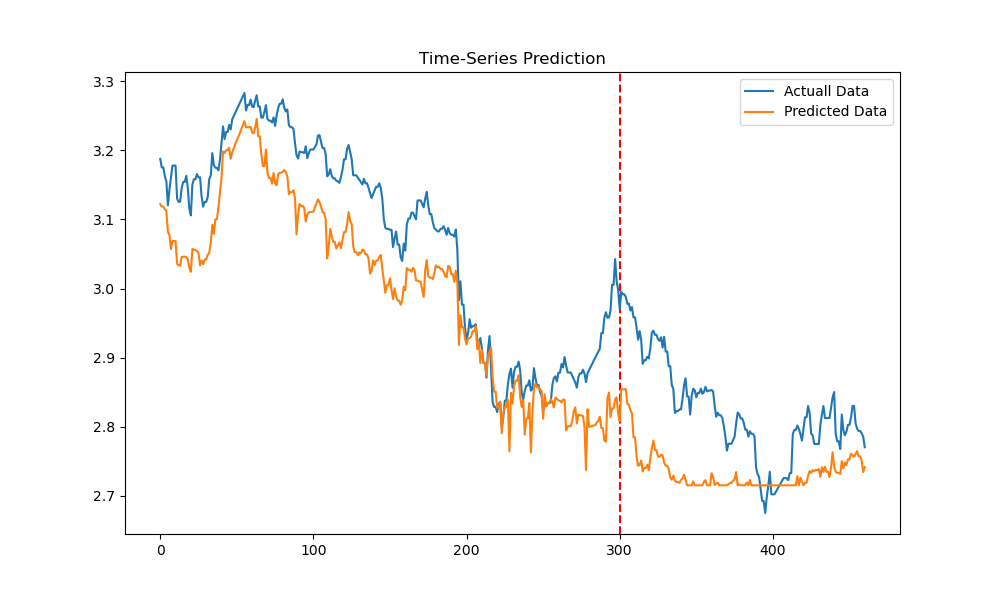 Time-Series Prediction
Actuall Data
Predicted Data
3.3
3.2
3.1
3.0
2.9
2.8
2.7
0 100 200 300 400